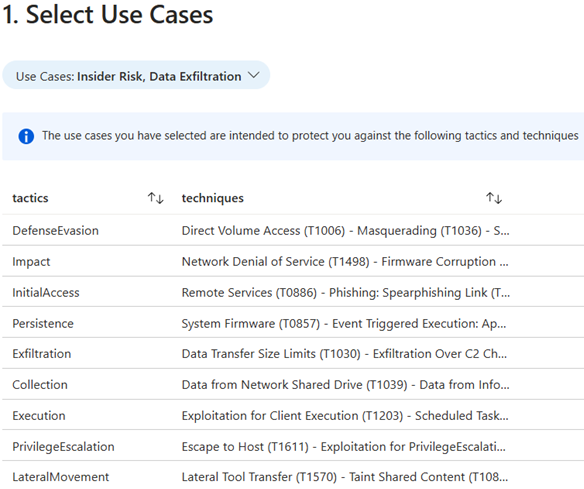 1. Select Use Cases
Use Cases: Insider Risk, Data Exfiltration
The use cases you have selected are intended to protect you against the following tactics and techniques
tactics techniques
DefenseEvasion Direct Volume Access (T1006) - Masquerading (T1036) - S...
Impact Network Denial of Service (T1498) - Firmware Corruption ...
InitialAccess Remote Services (T0886) - Phishing: Spearphishing Link (T...
Persistence System Firmware (T0857) - Event Triggered Execution: Ap...
Exfiltration Data Transfer Size Limits (T1030) - Exfiltration Over C2 Ch...
Collection Data from Network Shared Drive (T1039) - Data from Info...
Execution Exploitation for Client Execution (T1203) - Scheduled Task...
PrivilegeEscalation Escape to Host (T1611) - Exploitation for PrivilegeEscalati...
LateralMovement Lateral Tool Transfer (T1570) - Taint Shared Content (T108...